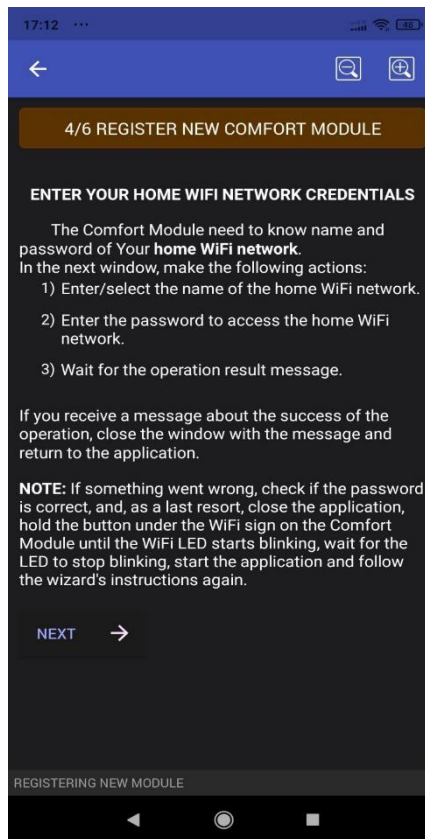 17:12 ...
48
4/6 REGISTER NEW COMFORT MODULE
ENTER YOUR HOME WIFI NETWORK CREDENTIALS
The Comfort Module need to know name and
password of Your home WiFi network.
In the next window, make the following actions:
1) Enter/select the name of the home WiFi network.
2) Enter the password to access the home WiFi
network.
3) Wait for the operation result message.
If you receive a message about the success of the
operation, close the window with the message and
return to the application.
NOTE: If something went wrong, check if the password
is correct, and, as a last resort, close the application,
hold the button under the WiFi sign on the Comfort
Module until the WiFi LED starts blinking, wait for the
LED to stop blinking, start the application and follow
the wizard's instructions again.
NEXT
REGISTERING NEW MODULE